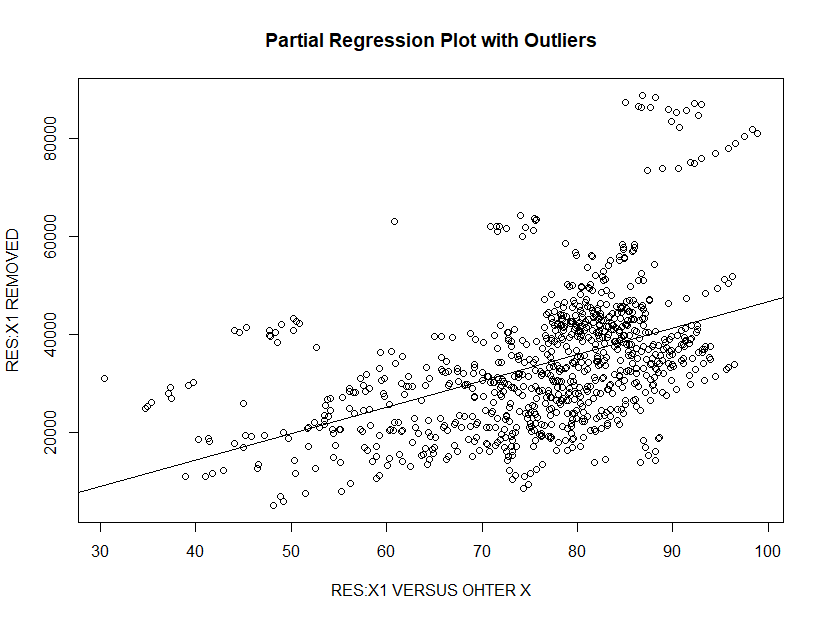 Partial Regression Plot with Outliers
RES:X1 REMOVED
80000
60000
40000
20000
30 40 50 60 70 80 90 100
RES:X1 VERSUS OHTER X